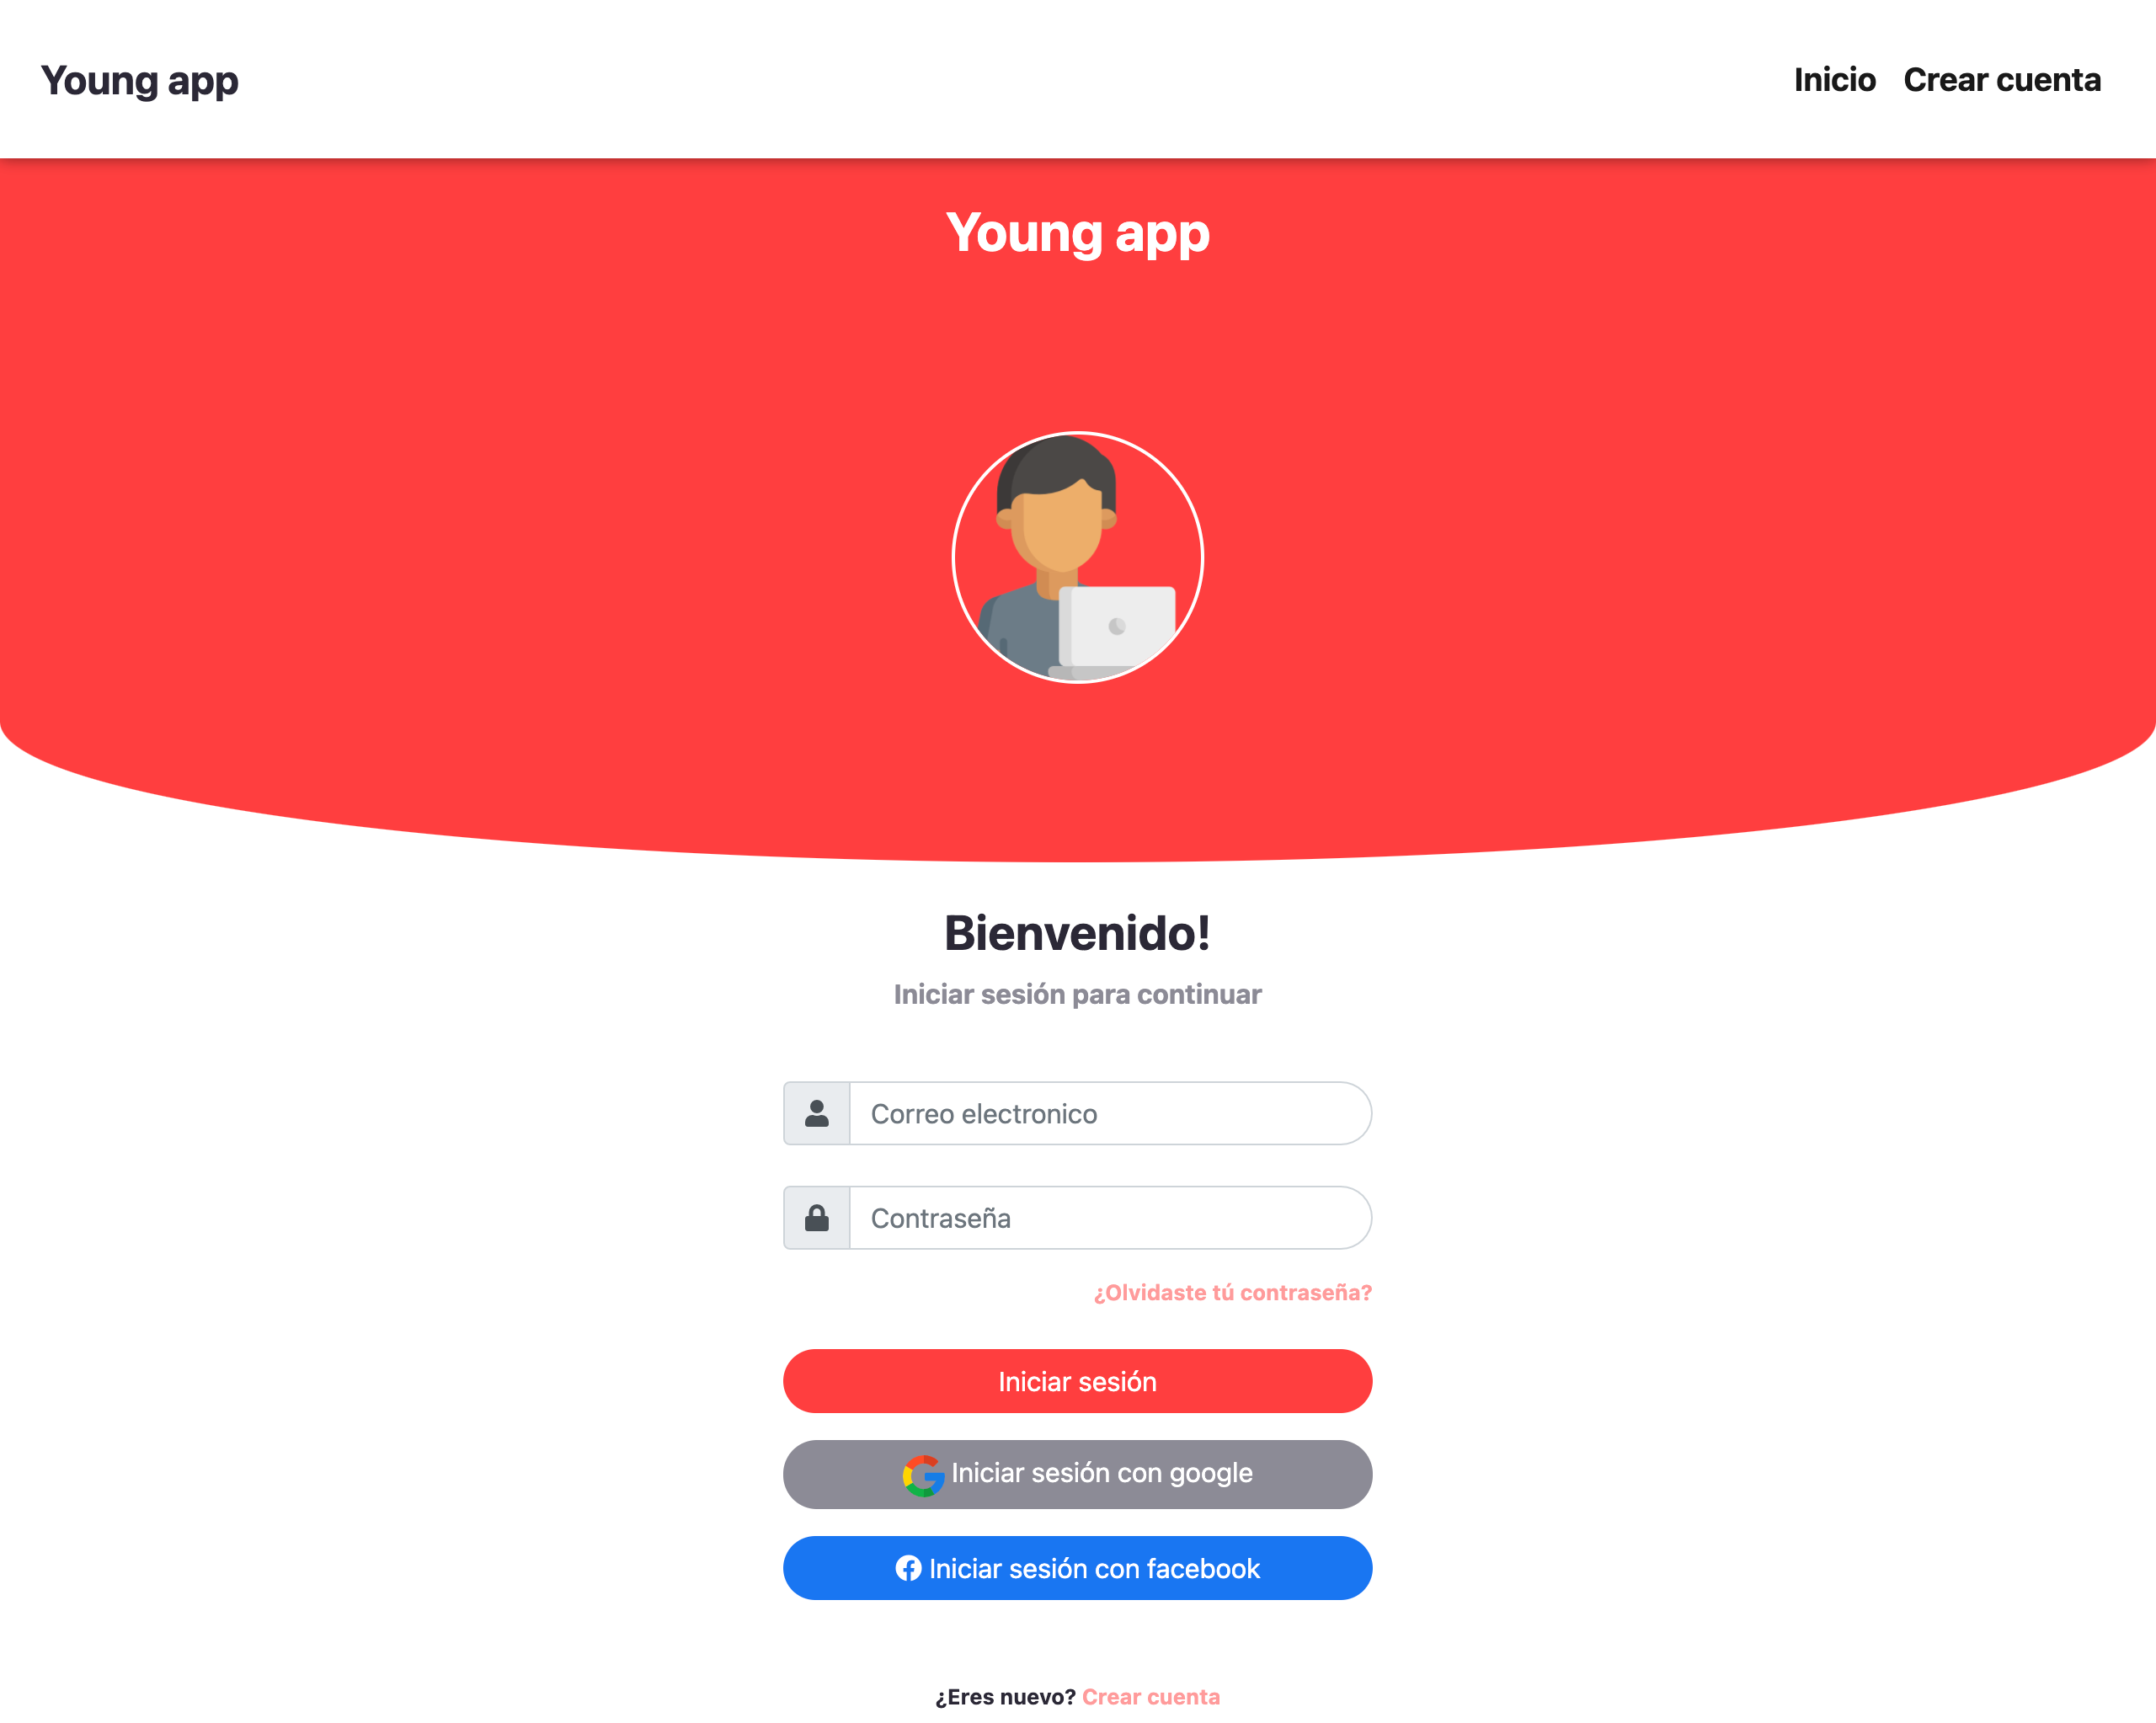 Young app
Inicio Crear cuenta
Young app
Bienvenido!
Iniciar sesión para continuar
Correo electronico
Contraseña
¿Olvidaste tú contraseña?
Iniciar sesión
Iniciar sesión con google
Iniciar sesión con facebook
¿Eres nuevo? Crear cuenta